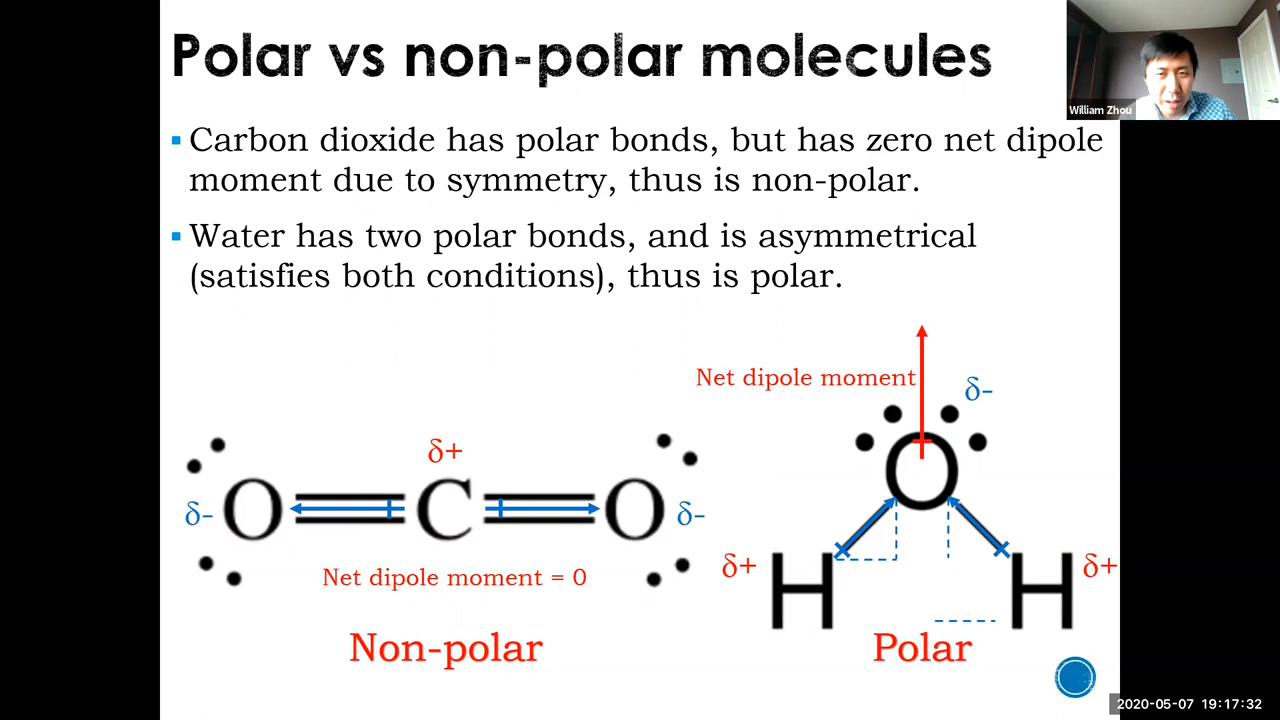 Polar vs non-polar molecules
William Zhou
▪ Carbon dioxide has polar bonds, but has zero net dipole
moment due to symmetry, thus is non-polar.
▪ Water has two polar bonds, and is asymmetrical
(satisfies both conditions), thus is polar.
Net dipole moment
δ-
δ+
δ- O C O δ-
O
Net dipole moment = 0
δ+ H H δ+
Non-polar
Polar
2020-05-07 19:17:32